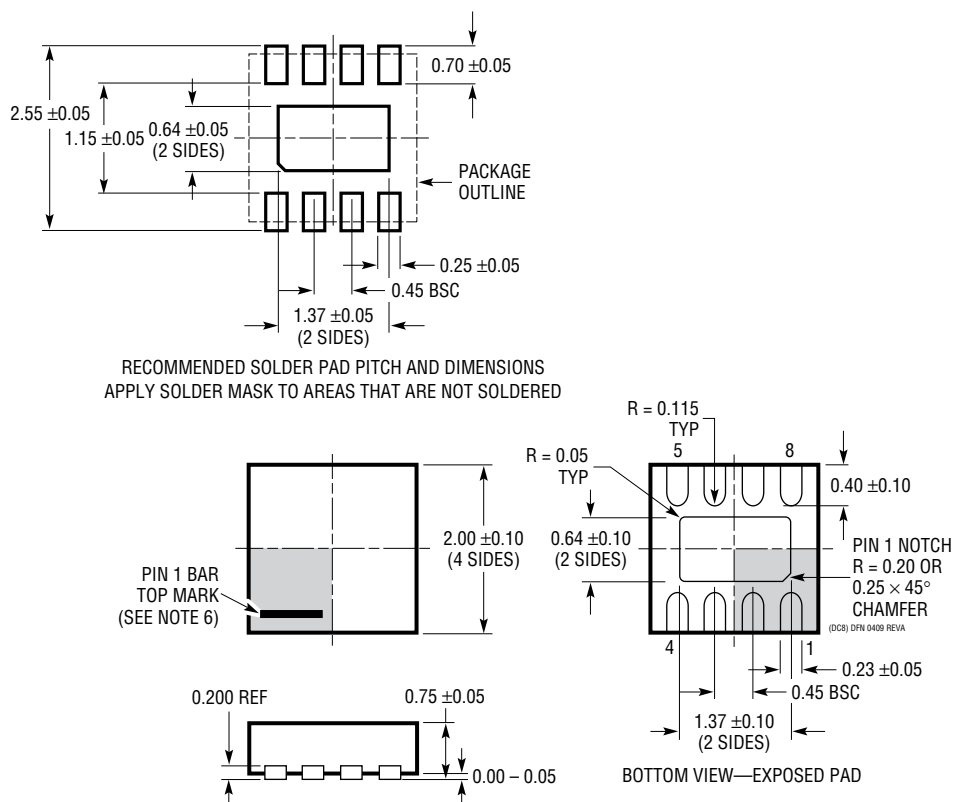 0.70 ±0.05
2.55 ±0.05
1.15 ±0.05
0.64 ±0.05
(2 SIDES)
PACKAGE
OUTLINE
0.25 ±0.05
0.45 BSC
1.37 ±0.05
(2 SIDES)
RECOMMENDED SOLDER PAD PITCH AND DIMENSIONS
APPLY SOLDER MASK TO AREAS THAT ARE NOT SOLDERED
PIN 1 BAR
TOP MARK
(SEE NOTE 6)
2.00 ±0.10
(4 SIDES)
R = 0.115
TYP
R = 0.05
TYP
5
8
0.40 ±0.10
0.64 ±0.10
(2 SIDES)
PIN 1 NOTCH
R = 0.20 OR
0.25 × 45°
CHAMFER
(DC8) DFN 0409 REVA
4
1
0.23 ±0.05
0.45 BSC
1.37 ±0.10
(2 SIDES)
BOTTOM VIEW—EXPOSED PAD
0.200 REF
0.75 ±0.05
0.00 – 0.05